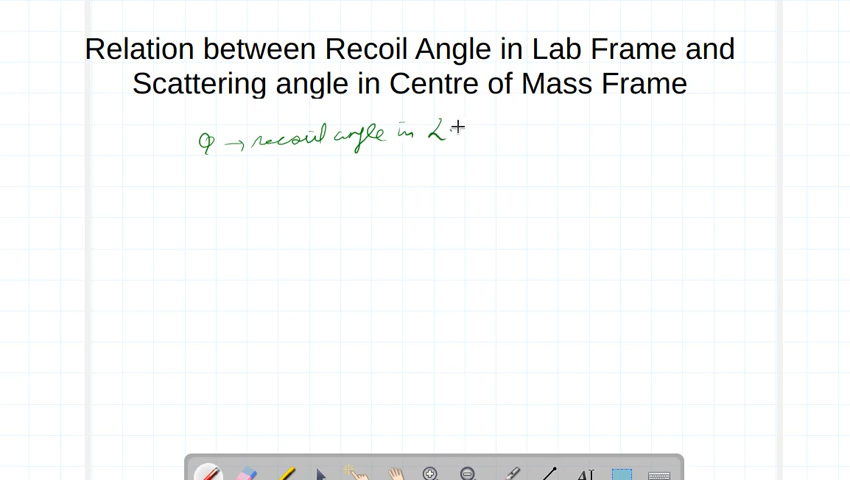 Relation between Recoil Angle in Lab Frame and
Scattering angle in Centre of Mass Frame
φ → recoil angle in L